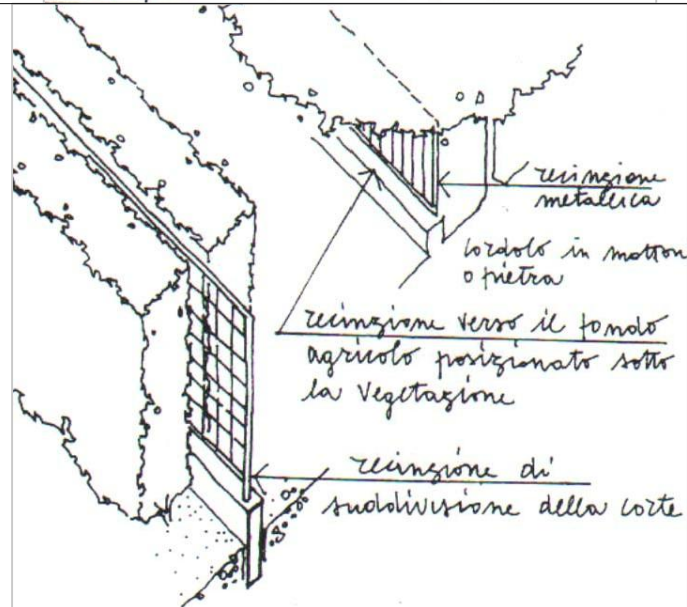 recinzione
metallica
cordolo in matton
o pietra
recinzione verso il fondo
agricolo posizionato sotto
la vegetazione
recinzione di
suddivisione della corte